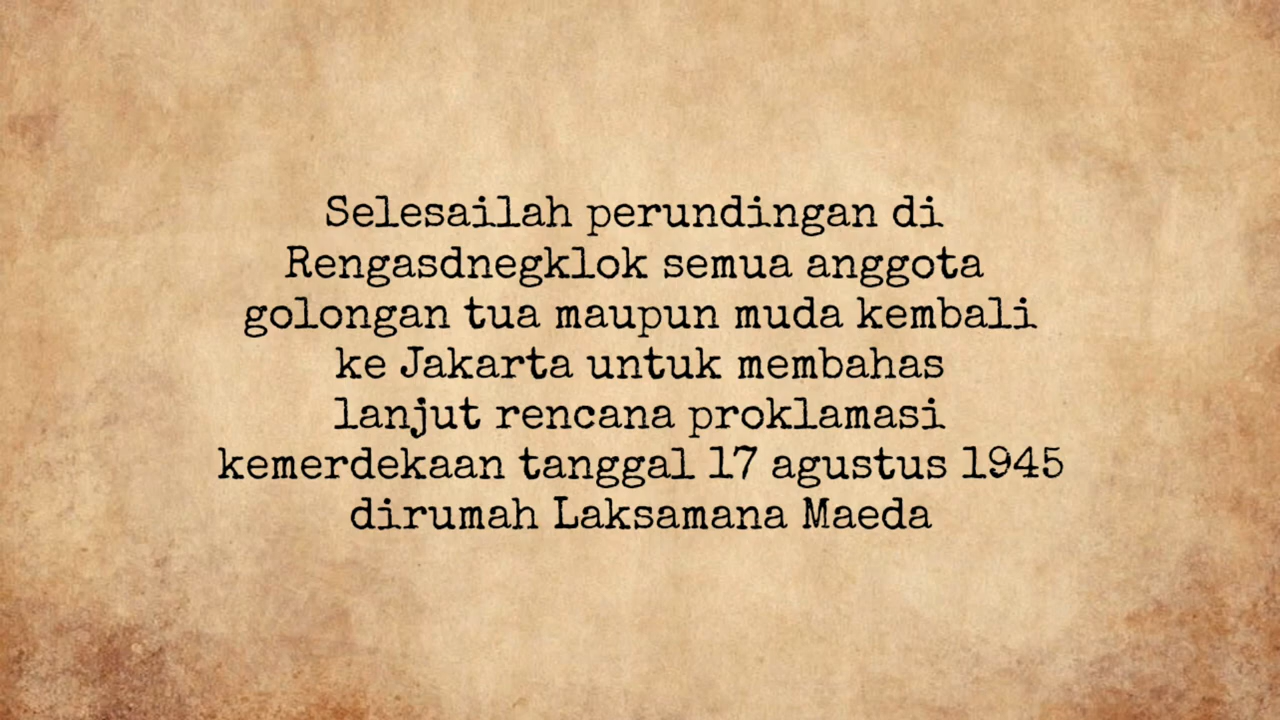 Selesailah perundingan di
Rengasdnegklok semua anggota
golongan tua maupun muda kembali
ke Jakarta untuk membahas
lanjut rencana proklamasi
kemerdekaan tanggal 17 agustus 1945
dirumah Laksamana Maeda